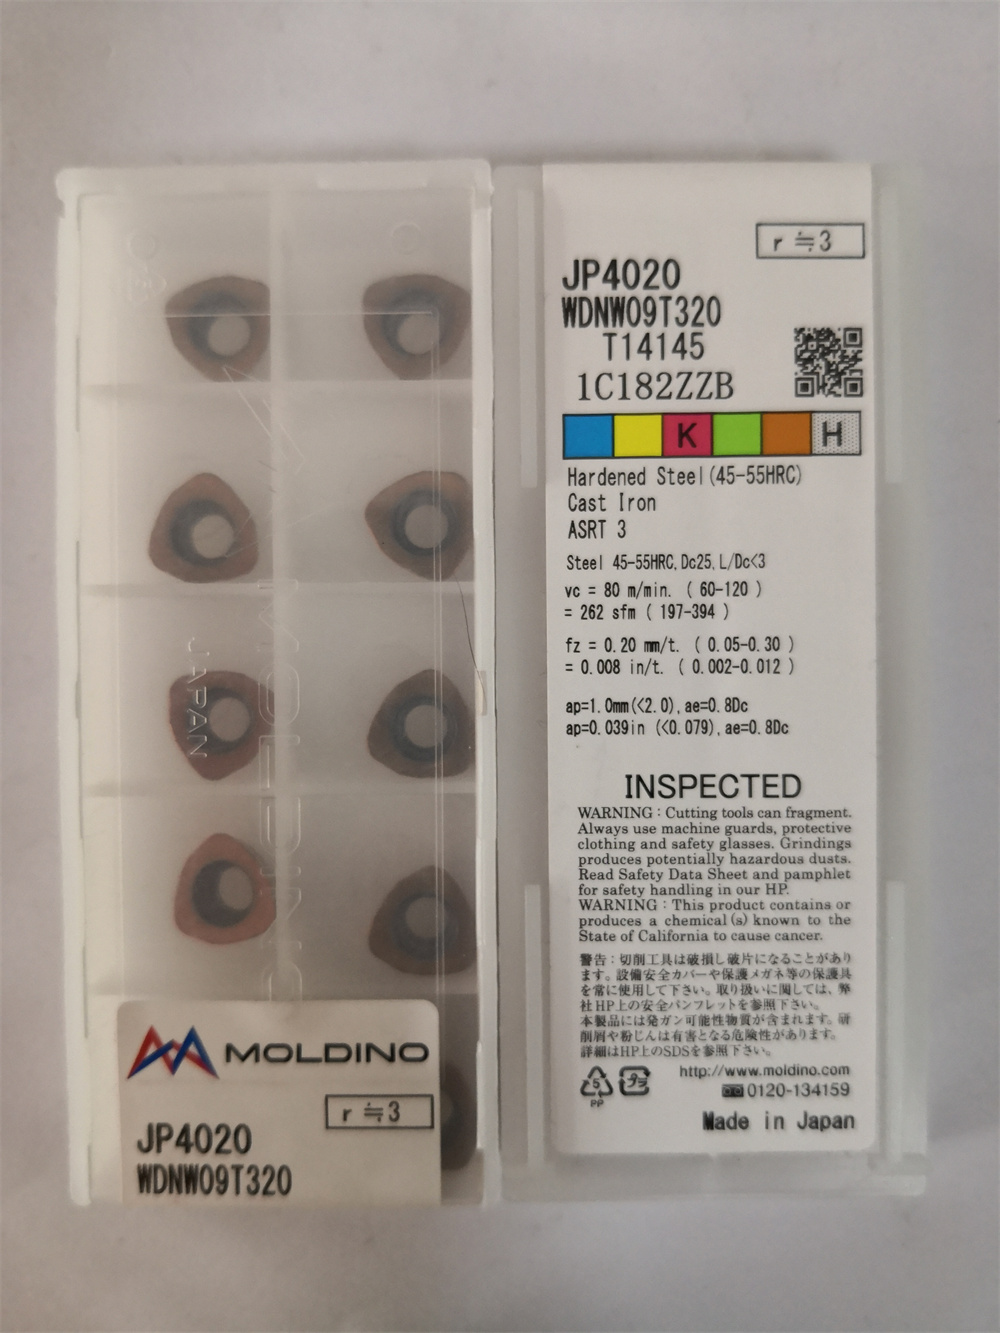 JAPAN
MOLDINO
MOLDINO
r≒3
JP4020
WDNW09T320
r≒3
JP4020
WDNW09T320
T14145
1C182ZZB
K H
Hardened Steel(45-55HRC)
Cast Iron
ASRT 3
Steel 45-55HRC,Dc25,L/Dc<3
vc = 80 m/min. ( 60-120 )
= 262 sfm ( 197-394 )
fz = 0.20 mm/t. ( 0.05-0.30 )
= 0.008 in/t. ( 0.002-0.012 )
ap=1.0mm(<2.0),ae=0.8Dc
ap=0.039in (<0.079),ae=0.8Dc
INSPECTED
WARNING : Cutting tools can fragment.
Always use machine guards, protective
clothing and safety glasses. Grindings
produces potentially hazardous dusts.
Read Safety Data Sheet and pamphlet
for safety handling in our HP.
WARNING : This product contains or
produces a chemical(s) known to the
State of California to cause cancer.
警告：切削工具は破損し破片になることがあり
ます。設備安全カバーや保護メガネ等の保護具
を常に使用して下さい。取り扱いに関しては、弊
社HP上の安全パンフレットを参照下さい。
本製品には発ガン可能性物質が含まれます。研
削屑や粉じんは有害となる危険性があります。
詳細はHP上のSDSを参照下さい。
5
PP
プラ
http://www.moldino.com
0120-134159
Made in Japan